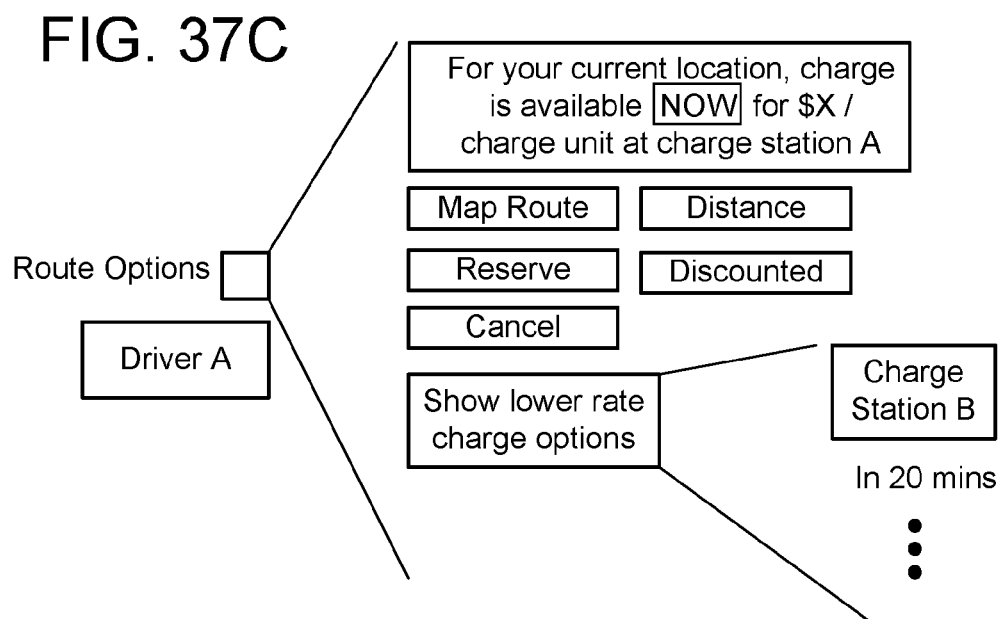 FIG. 37C
For your current location, charge
is available NOW for $X /
charge unit at charge station A
Map Route
Distance
Route Options
Reserve
Discounted
Cancel
Driver A
Show lower rate
charge options
Charge
Station B
In 20 mins